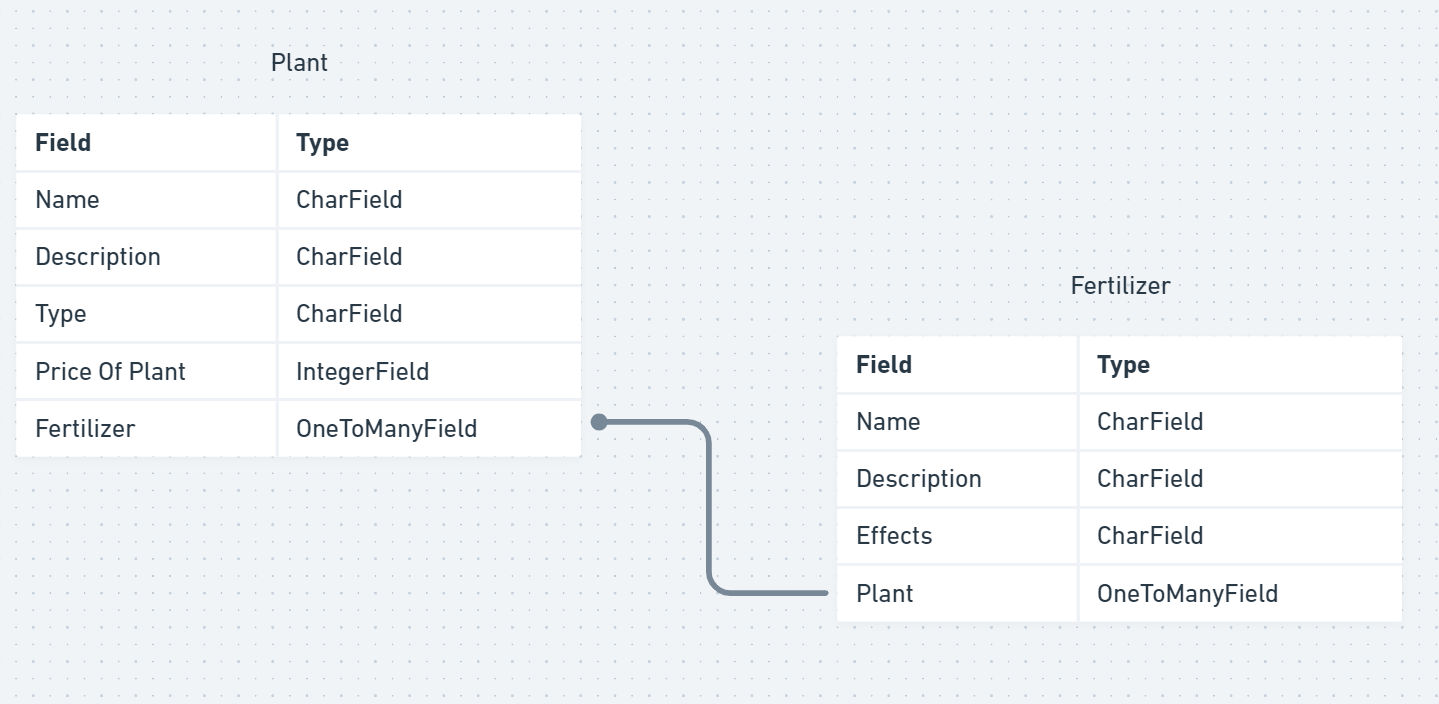 Plant
Field Type
Name CharField
Description CharField
Type CharField
Price Of Plant IntegerField
Fertilizer OneToManyField
Fertilizer
Field Type
Name CharField
Description CharField
Effects CharField
Plant OneToManyField